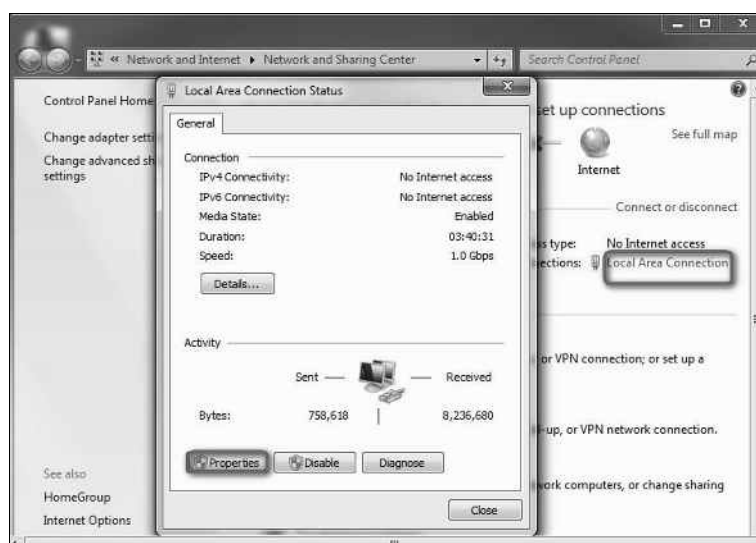 « Network and Internet ▸ Network and Sharing Center
Search Control Panel
Control Panel Home
Change adapter setti
Change advanced sh
settings
See also
HomeGroup
Internet Options
Local Area Connection Status
General
Connection
IPv4 Connectivity: No Internet access
IPv6 Connectivity: No Internet access
Media State: Enabled
Duration: 03:40:31
Speed: 1.0 Gbps
Details...
Activity
Sent — — Received
Bytes: 758,618 | 8,236,680
Properties Disable Diagnose
Close
set up connections
See full map
Internet
Connect or disconnect
ss type: No Internet access
ections: Local Area Connection
or VPN connection; or set up a
-up, or VPN network connection.
work computers, or change sharing